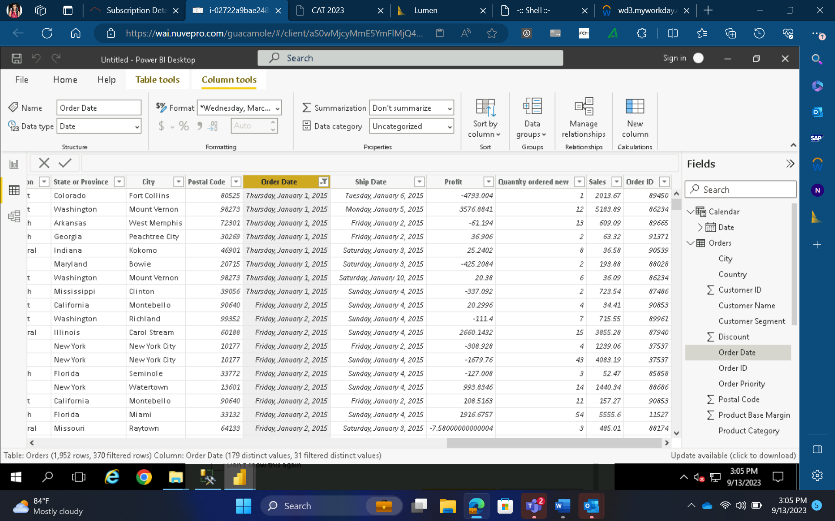 Subscription Deta
i-02722a9bae248
CAT 2023
Lumen
-:: Shell ::-
wd3.myworkday.
https://wai.nuvepro.com/guacamole/#/client/aS0wMjcyMmE5YmFlMjQ4...
Untitled - Power BI Desktop
Search
Sign in
File Home Help Table tools Column tools
Name Order Date
Format *Wednesday, Marc...
Summarization Don't summarize
Data type Date
$ % Auto
Data category Uncategorized
Sort by column
Data groups
Manage relationships
New column
Structure Formatting Properties Sort Groups Relationships Calculations
Fields
Search
on State or Province City Postal Code Order Date Ship Date Profit Quantity ordered new Sales Order ID
t Colorado Fort Collins 80525 Thursday, January 1, 2015 Tuesday, January 6, 2015 -4793.004 1 2013.67 89450
t Washington Mount Vernon 98273 Thursday, January 1, 2015 Monday, January 5, 2015 3576.8841 12 5183.89 86234
h Arkansas West Memphis 72301 Thursday, January 1, 2015 Friday, January 2, 2015 -61.194 13 609.09 89665
h Georgia Peachtree City 30269 Thursday, January 1, 2015 Friday, January 2, 2015 36.906 2 63.32 91371
ral Indiana Kokomo 46901 Thursday, January 1, 2015 Saturday, January 3, 2015 25.2402 8 36.58 90539
Maryland Bowie 20715 Thursday, January 1, 2015 Saturday, January 3, 2015 -425.2084 2 193.88 88028
t Washington Mount Vernon 98273 Thursday, January 1, 2015 Saturday, January 10, 2015 20.38 6 36.09 86234
h Mississippi Clinton 39056 Thursday, January 1, 2015 Sunday, January 4, 2015 -337.092 2 723.54 87486
t California Montebello 90640 Friday, January 2, 2015 Sunday, January 4, 2015 20.2996 4 34.41 90853
t Washington Richland 99352 Friday, January 2, 2015 Sunday, January 4, 2015 -111.4 7 715.55 89961
ral Illinois Carol Stream 60188 Friday, January 2, 2015 Sunday, January 4, 2015 2660.1432 15 3855.28 87940
New York New York City 10177 Friday, January 2, 2015 Friday, January 2, 2015 -308.928 4 1239.06 37537
New York New York City 10177 Friday, January 2, 2015 Sunday, January 4, 2015 -1679.76 43 4083.19 37537
h Florida Seminole 33772 Friday, January 2, 2015 Sunday, January 4, 2015 -127.008 3 52.47 85858
New York Watertown 13601 Friday, January 2, 2015 Sunday, January 4, 2015 993.8346 14 1440.34 88686
t California Montebello 90640 Friday, January 2, 2015 Saturday, January 3, 2015 108.5163 11 157.27 90853
h Florida Miami 33132 Friday, January 2, 2015 Sunday, January 4, 2015 1916.6757 54 5555.6 11527
ral Missouri Raytown 64133 Friday, January 2, 2015 Saturday, January 3, 2015 -7.58000000000004 3 485.01 88174
Calendar
Date
Orders
City
Country
Customer ID
Customer Name
Customer Segment
Discount
Order Date
Order ID
Order Priority
Postal Code
Product Base Margin
Product Category
Table: Orders (1,952 rows, 370 filtered rows) Column: Order Date (179 distinct values, 31 filtered distinct values)
Update available (click to download)
3:05 PM
9/13/2023
84°F
Mostly cloudy
Search
3:05 PM
9/13/2023